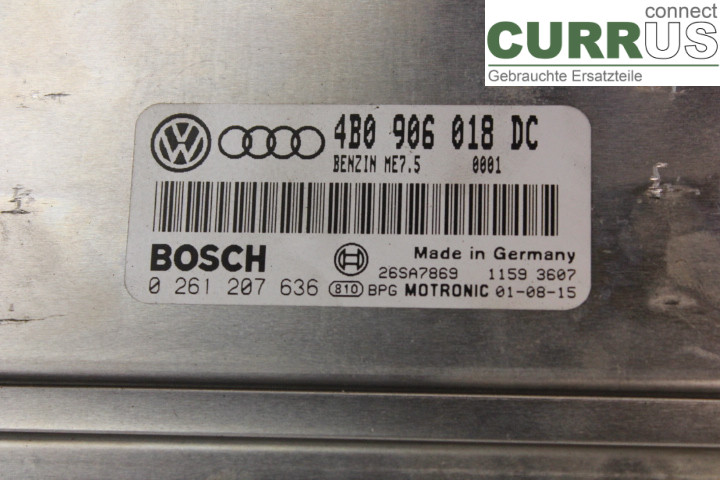 connect
CURRUS
Gebrauchte Ersatzteile
4B0 906 018 DC
BENZIN ME7.5 0001
BOSCH Made in Germany
26SA7869 1159 3607
0 261 207 636 810 BPG MOTRONIC 01-08-15